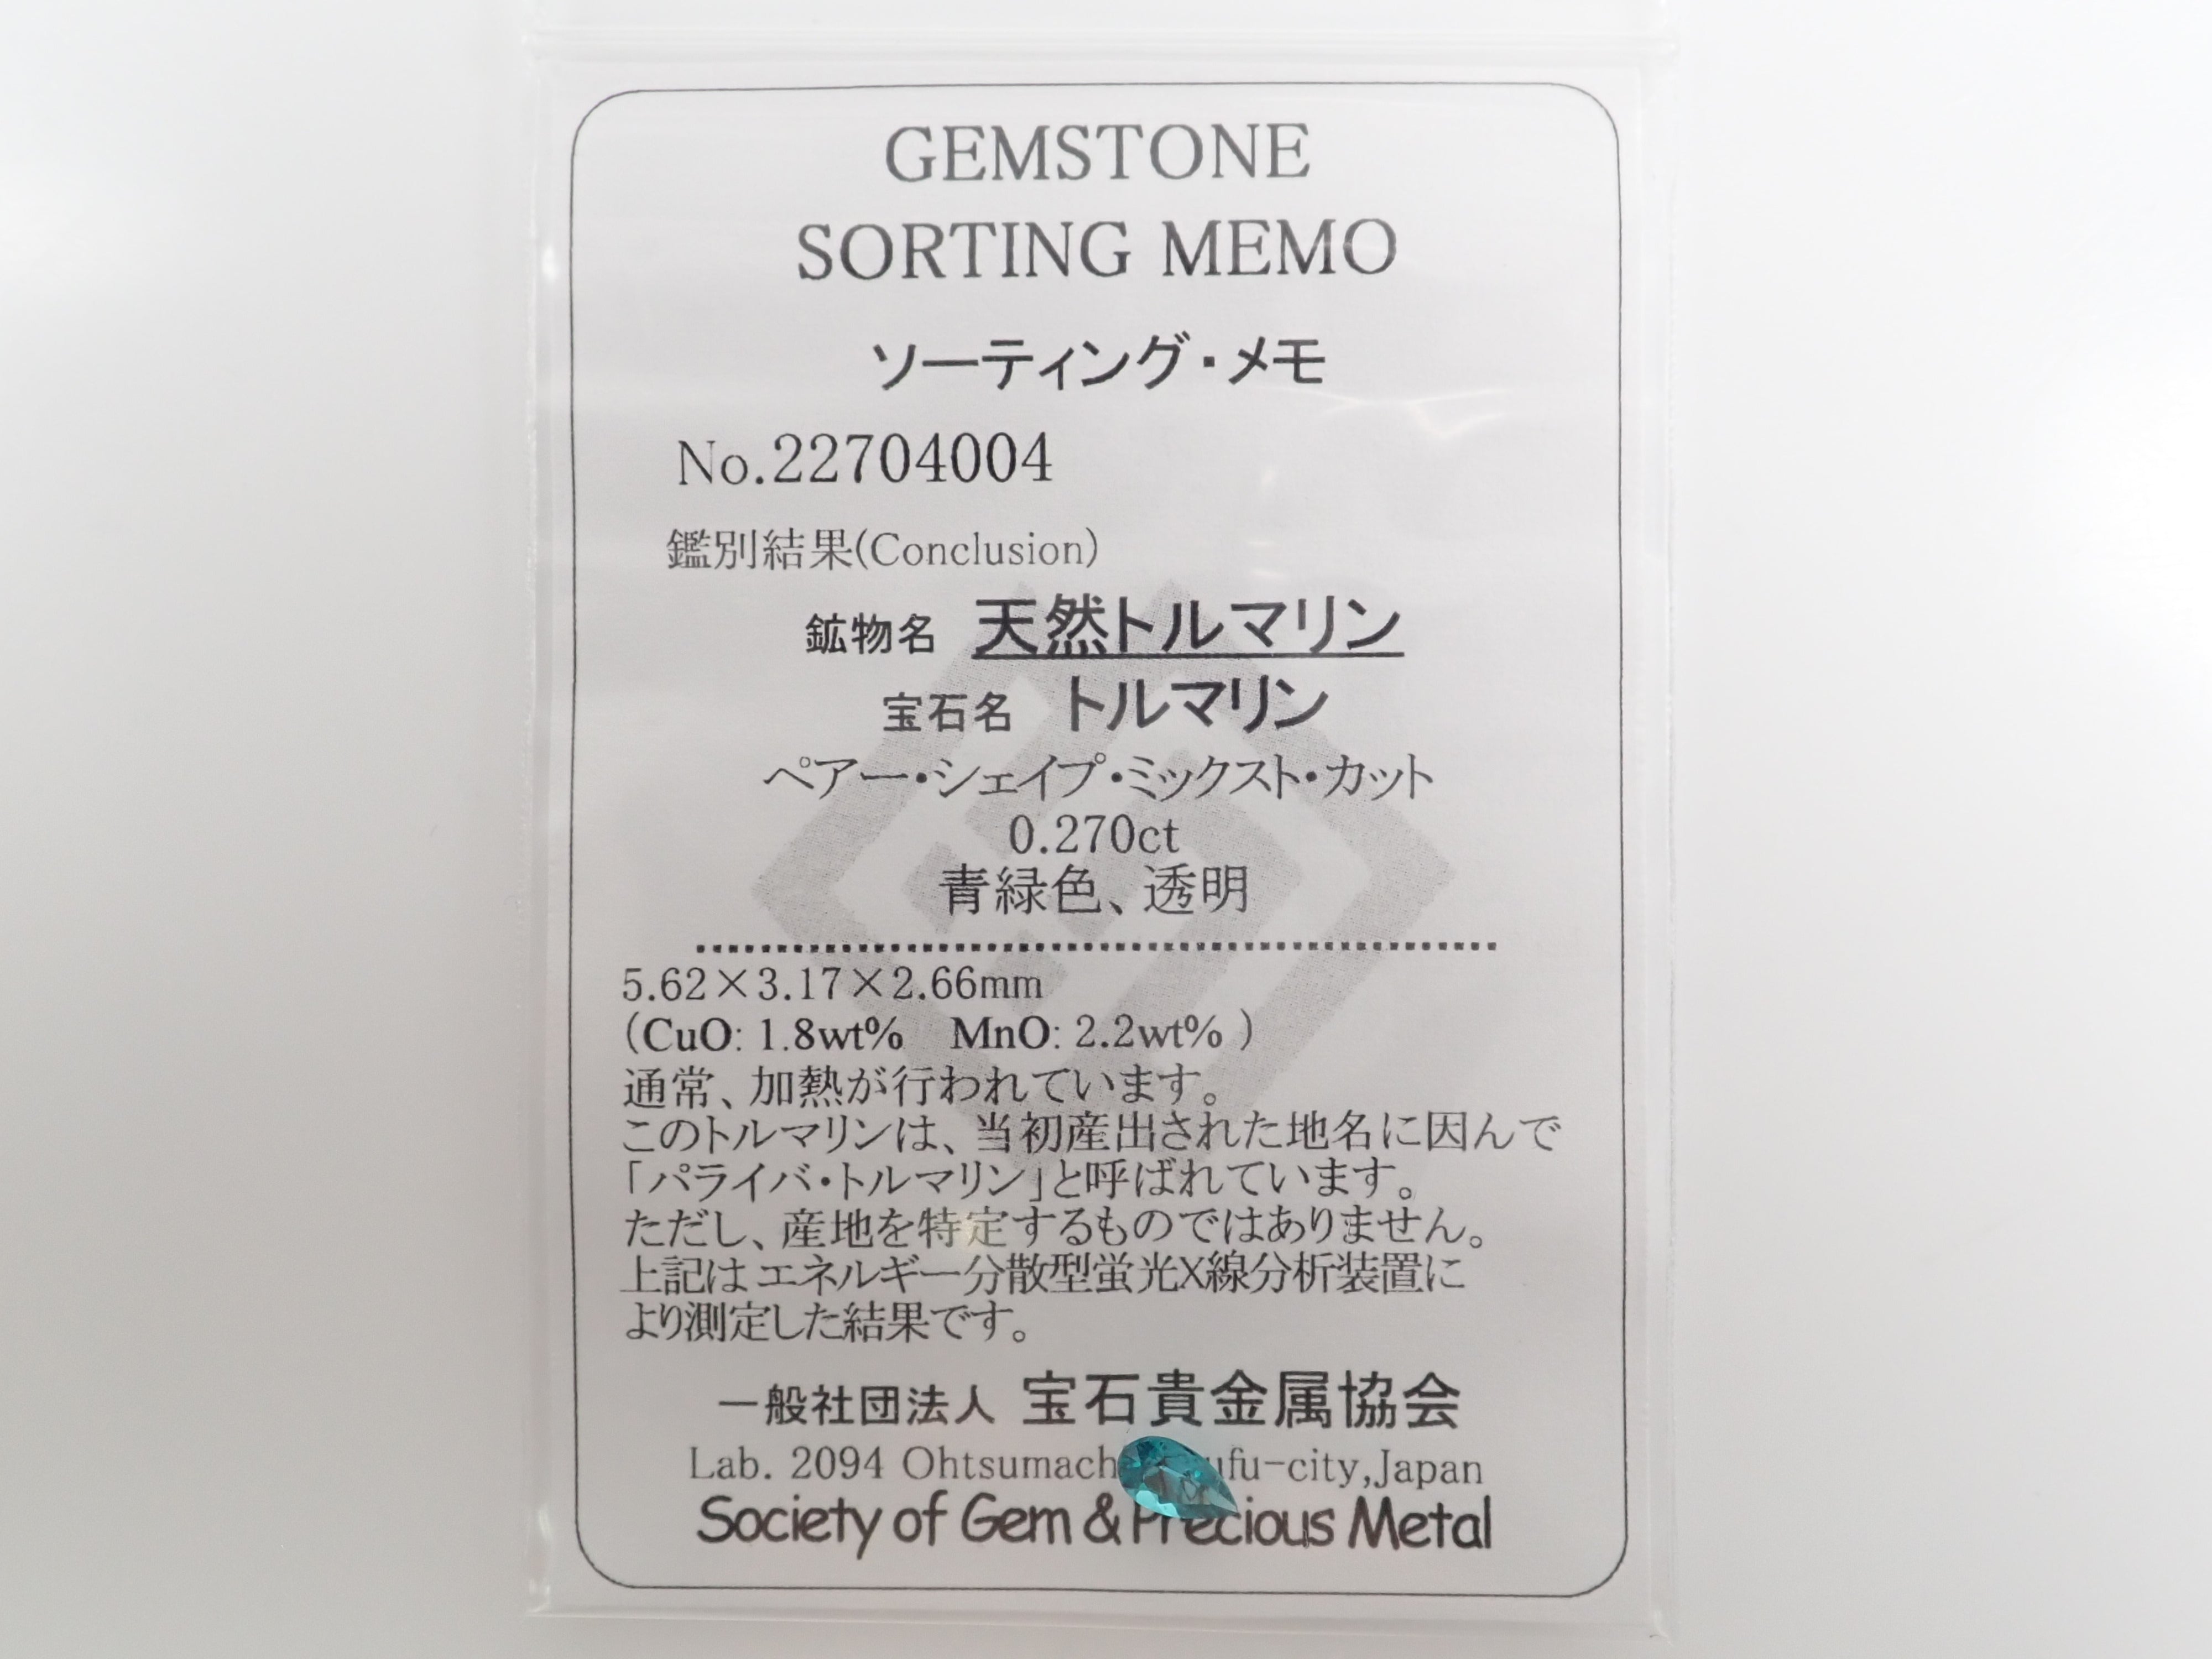 GEMSTONE
SORTING MEMO
ソーティング・メモ
No.22704004
鑑別結果(Conclusion)
鉱物名 天然トルマリン
宝石名 トルマリン
ペアー・シェイプ・ミックスト・カット
0.270ct
青緑色、透明
5.62×3.17×2.66mm
(CuO: 1.8wt% MnO: 2.2wt% )
通常、加熱が行われています。
このトルマリンは、当初産出された地名に因んで
「パライバ・トルマリン」と呼ばれています。
ただし、産地を特定するものではありません。
上記はエネルギー分散型蛍光X線分析装置に
より測定した結果です。
一般社団法人 宝石貴金属協会
Lab. 2094 Ohtsumach ufu-city,Japan
Society of Gem & Precious Metal